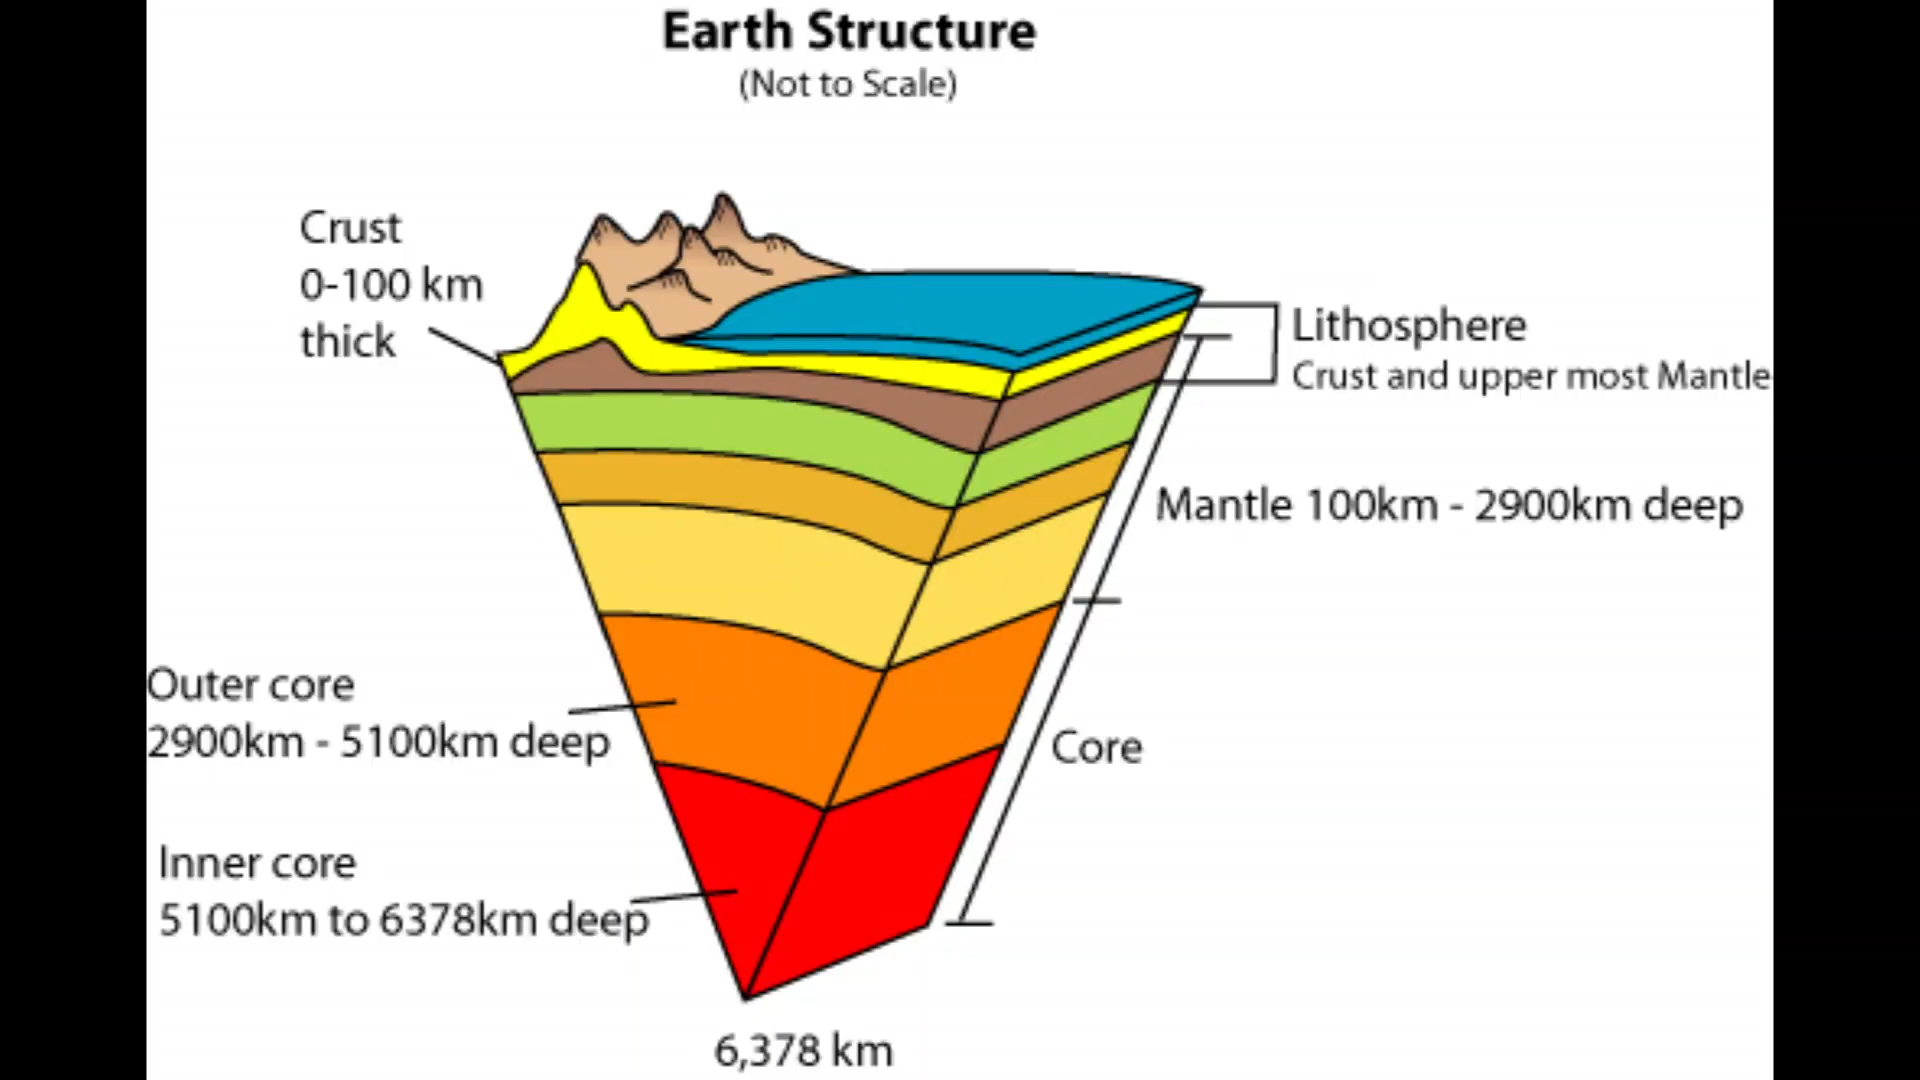 Earth Structure
(Not to Scale)
Crust
0-100 km
thick
Lithosphere
Crust and upper most Mantle
Mantle 100km - 2900km deep
Outer core
2900km - 5100km deep
Core
Inner core
5100km to 6378km deep
6,378 km